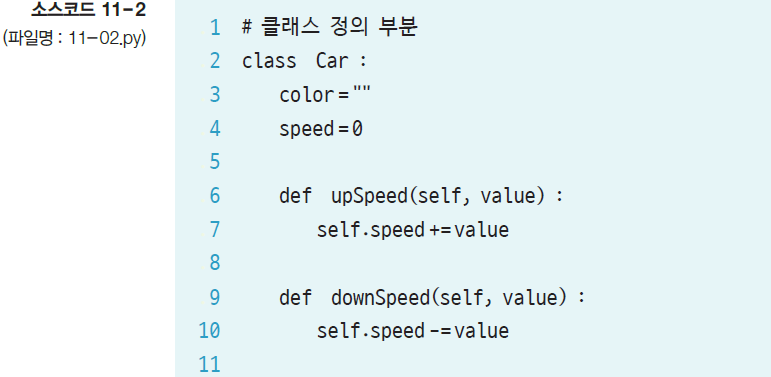 소스코드 11-2
(파일명 : 11-02.py)
1 # 클래스 정의 부분
2 class Car :
3 color=""
4 speed=0
5
6 def upSpeed(self, value) :
7 self.speed+=value
8
9 def downSpeed(self, value) :
10 self.speed-=value
11